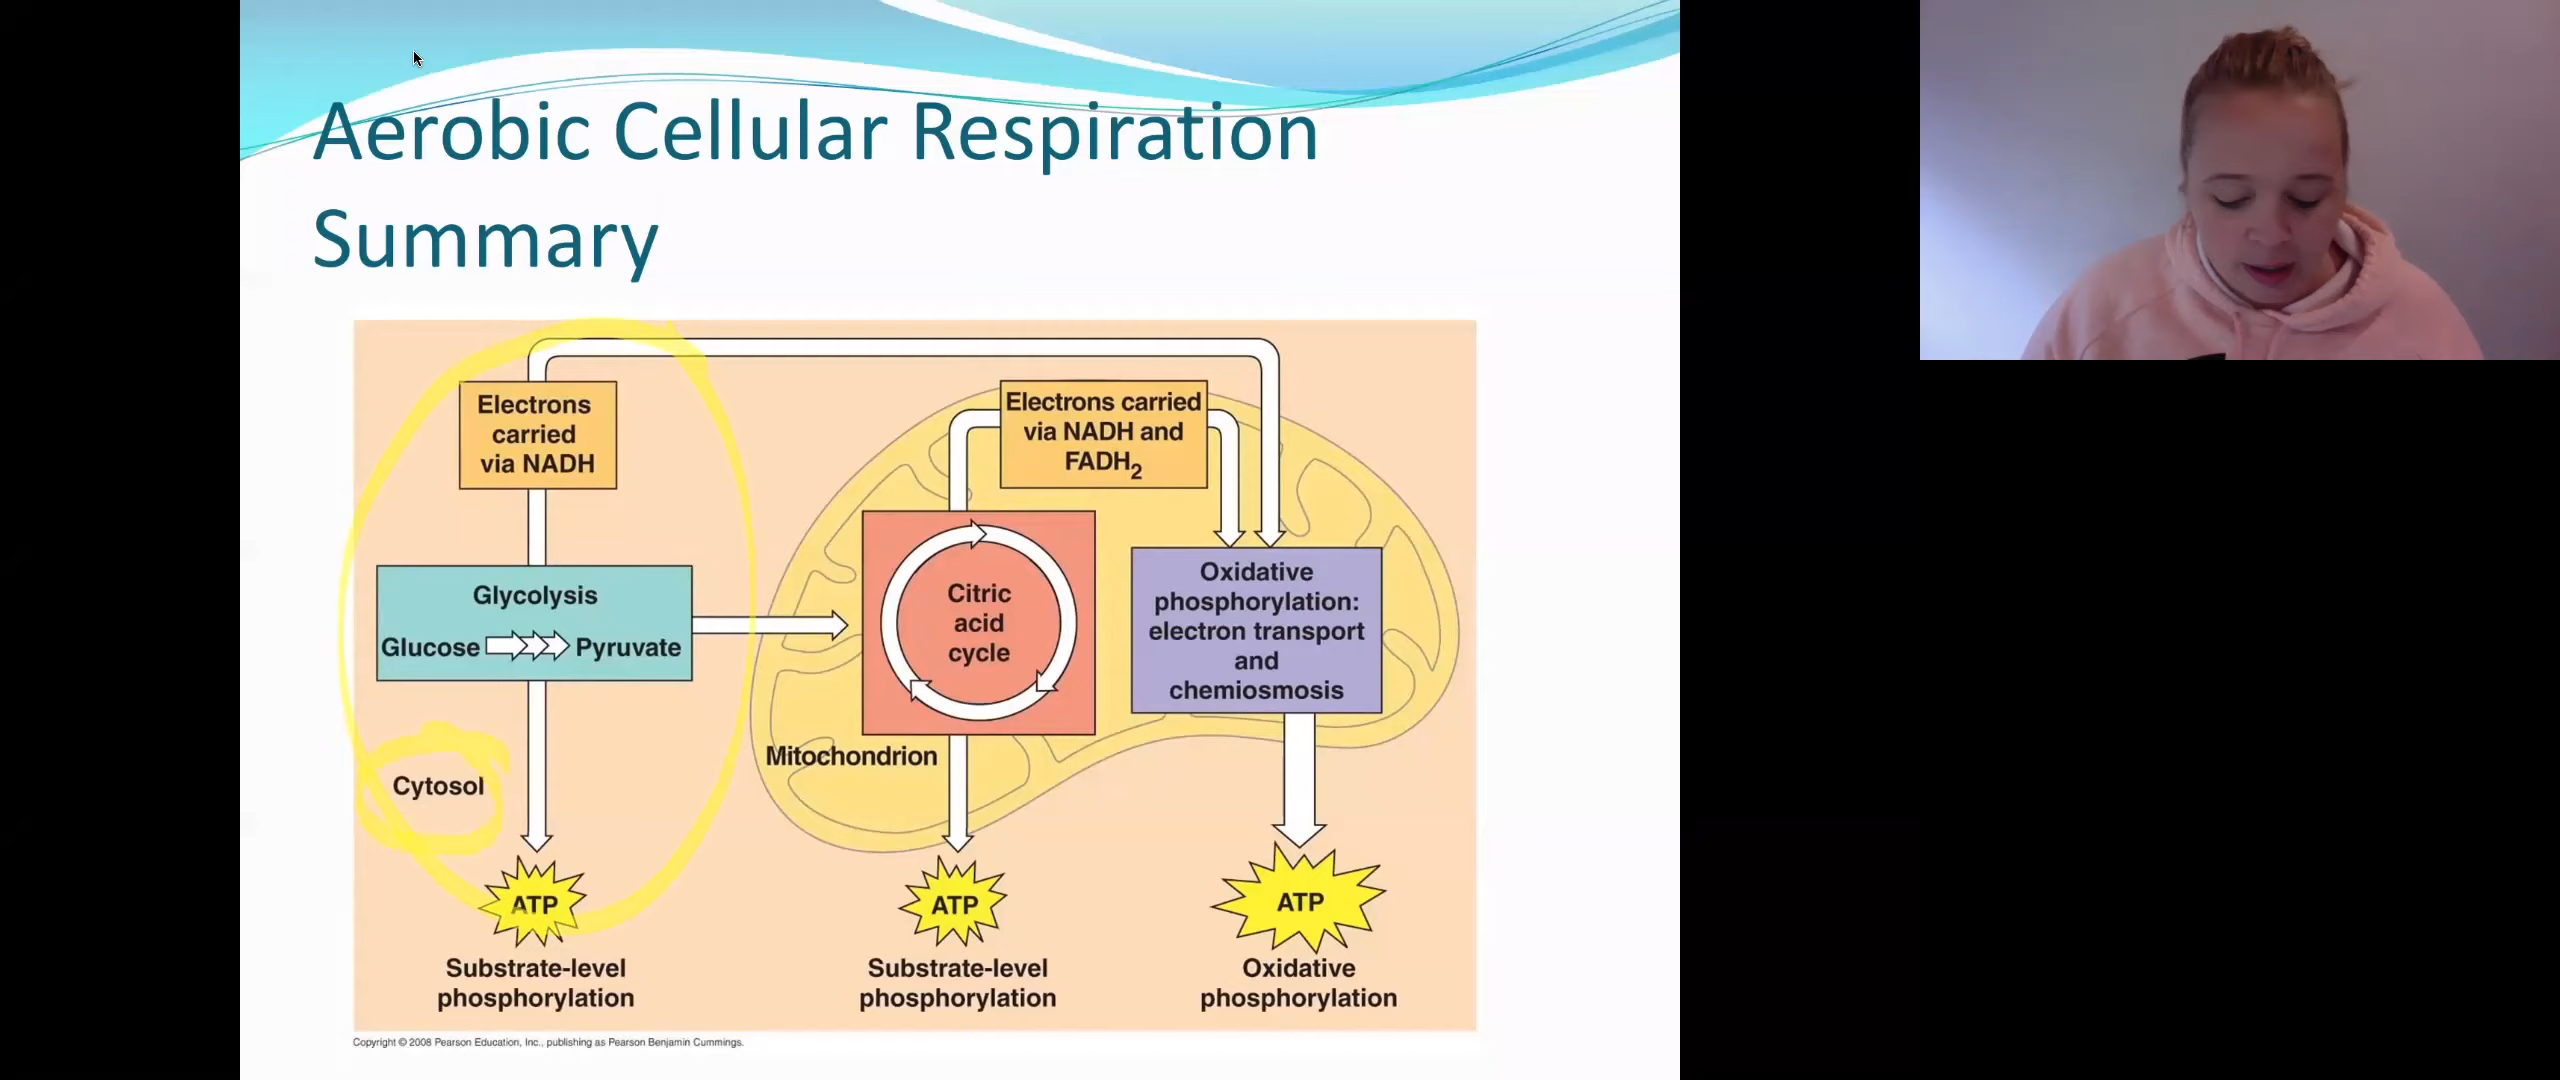 Aerobic Cellular Respiration
Summary
Electrons
carried
via NADH
Electrons carried
via NADH and
FADH2
Glycolysis
Glucose Pyruvate
Citric
acid
cycle
Oxidative
phosphorylation:
electron transport
and
chemiosmosis
Mitochondrion
Cytosol
ATP
ATP
ATP
Substrate-level
phosphorylation
Substrate-level
phosphorylation
Oxidative
phosphorylation
Copyright © 2008 Pearson Education, Inc., publishing as Pearson Benjamin Cummings.